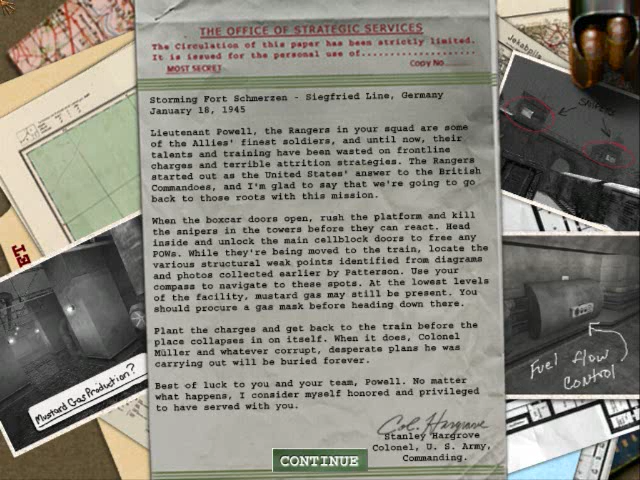 THE OFFICE OF STRATEGIC SERVICES
The Circulation of this paper has been strictly limited.
It is issued for the personal use of...................
MOST SECRET
Copy No.........
Storming Fort Schmerzen - Siegfried Line, Germany
January 18, 1945
Lieutenant Powell, the Rangers in your squad are some
of the Allies' finest soldiers, and until now, their
talents and training have been wasted on frontline
charges and terrible attrition strategies. The Rangers
started out as the United States' answer to the British
Commandoes, and I'm glad to say that we're going to go
back to those roots with this mission.
When the boxcar doors open, rush the platform and kill
the snipers in the towers before they can react. Head
inside and unlock the main cellblock doors to free any
POWs. While they're being moved to the train, locate the
various structural weak points identified from diagrams
and photos collected earlier by Patterson. Use your
compass to navigate to these spots. At the lowest levels
of the facility, mustard gas may still be present. You
should procure a gas mask before heading down there.
Plant the charges and get back to the train before the
place collapses in on itself. When it does, Colonel
Müller and whatever corrupt, desperate plans he was
carrying out will be buried forever.
Best of luck to you and your team, Powell. No matter
what happens, I consider myself honored and privileged
to have served with you.
Col. Hargrove
Stanley Hargrove
Colonel, U. S. Army,
Commanding.
CONTINUE
Mustard Gas Production?
Snipers
Fuel flow
Control